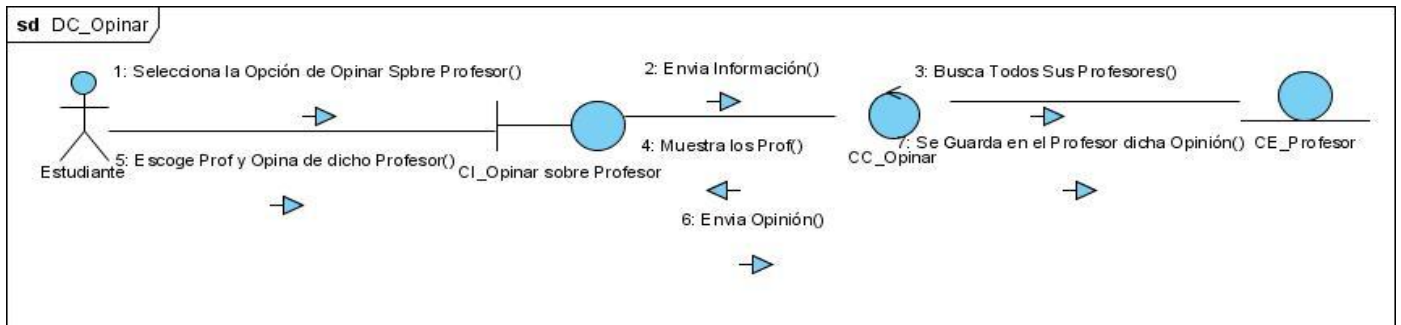 sd DC_Opinar
1: Selecciona la Opción de Opinar Spbre Profesor()
2: Envia Información()
3: Busca Todos Sus Profesores()
4: Muestra los Prof()
5: Escoge Prof y Opina de dicho Profesor()
7: Se Guarda en el Profesor dicha Opinión()
Estudiante
CI_Opinar sobre Profesor
CC_Opinar
CE_Profesor
6: Envia Opinión()